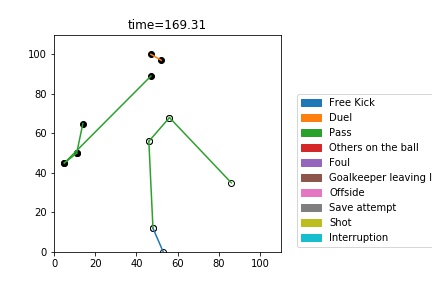 time=169.31
100
80
60
40
20
0
0 20 40 60 80 100
Free Kick
Duel
Pass
Others on the ball
Foul
Goalkeeper leaving l
Offside
Save attempt
Shot
Interruption